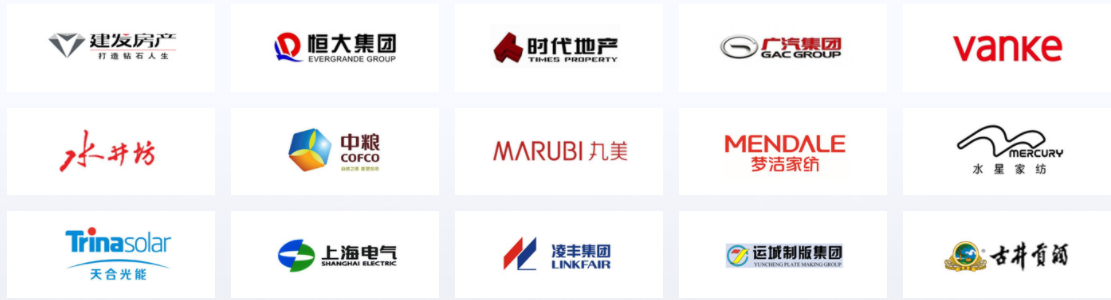 建发房产
打造钻石人生
恒大集团
EVERGRANDE GROUP
时代地产
TIMES PROPERTY
广汽集团
GAC GROUP
vanke
水井坊
中粮
COFCO
MARUBI 丸美
MENDALE
梦洁家纺
MERCURY
水星家纺
Trinasolar
天合光能
上海电气
SHANGHAI ELECTRIC
凌丰集团
LINKFAIR
运城制版集团
YUNCHENG PLATE MAKING GROUP
古井贡酒